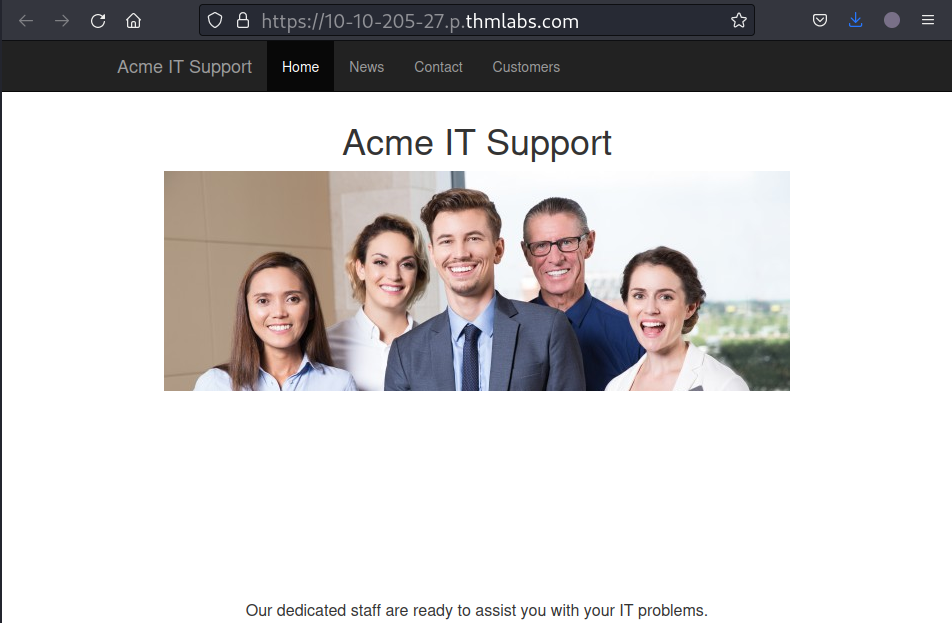 https://10-10-205-27.p.thmlabs.com
Acme IT Support Home News Contact Customers
Acme IT Support
Our dedicated staff are ready to assist you with your IT problems.